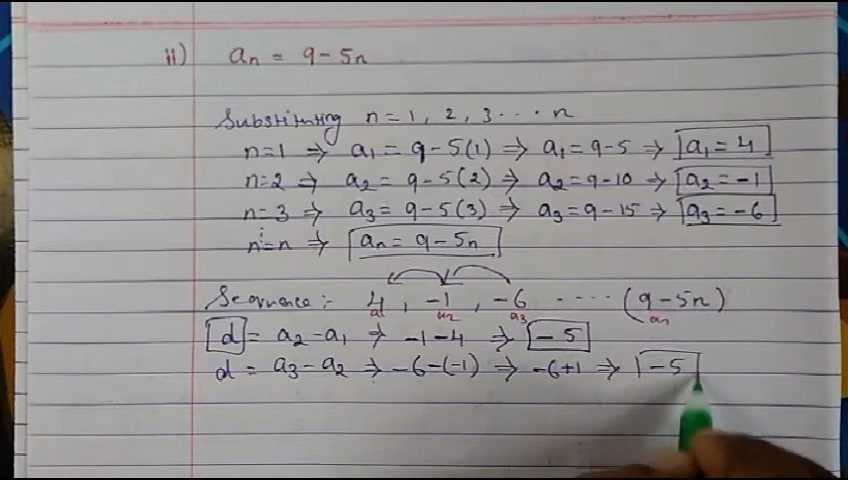 ii) an = 9 - 5n
Substituting n = 1, 2, 3 ... n
n=1 ⇒ a1 = 9-5(1) ⇒ a1 = 9-5 ⇒ a1 = 4
n=2 ⇒ a2 = 9-5(2) ⇒ a2 = 9-10 ⇒ a2 = -1
n=3 ⇒ a3 = 9-5(3) ⇒ a3 = 9-15 ⇒ a3 = -6
⋮
n=n ⇒ an = 9-5n
Sequence:- 4, -1, -6 ..... (9-5n)
a1 a2 a3 an
d = a2-a1 ⇒ -1-4 ⇒ -5
d = a3-a2 ⇒ -6-(-1) ⇒ -6+1 ⇒ -5